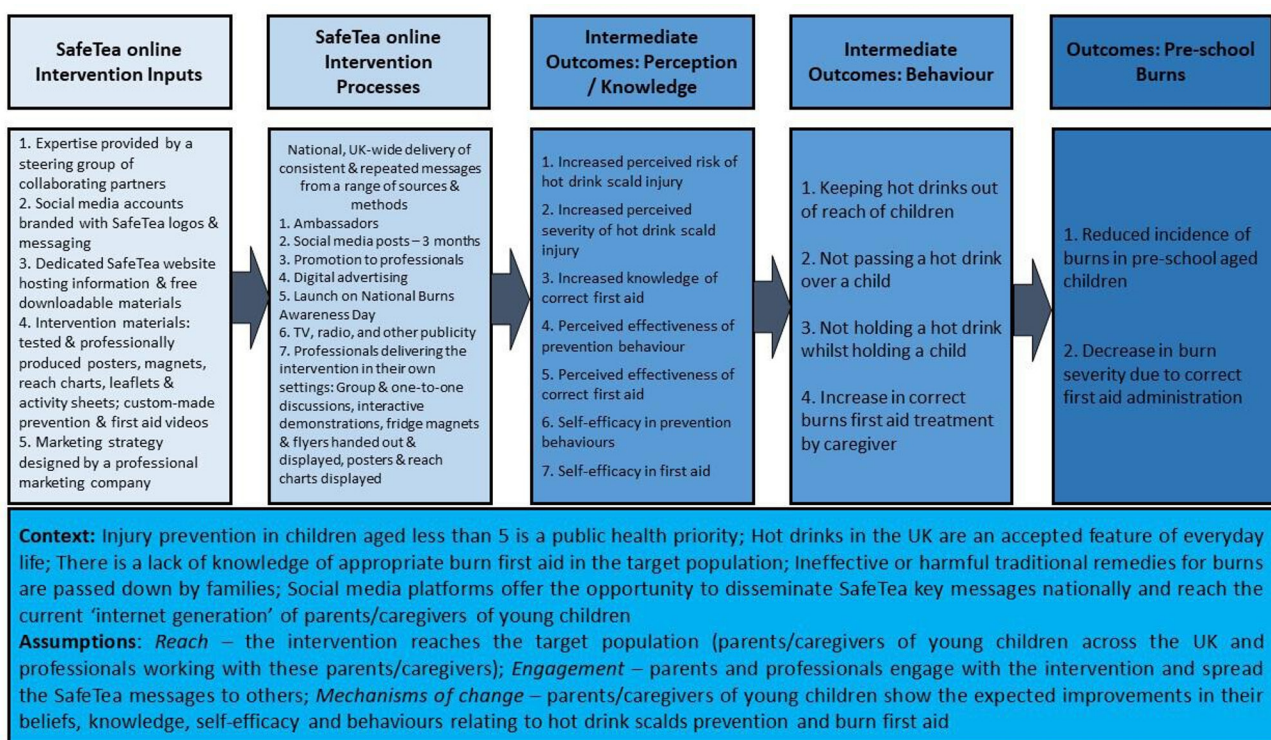 SafeTea online
Intervention Inputs
SafeTea online
Intervention
Processes
Intermediate
Outcomes: Perception
/ Knowledge
Intermediate
Outcomes: Behaviour
Outcomes: Pre-school
Burns
1. Expertise provided by a
steering group of
collaborating partners
2. Social media accounts
branded with SafeTea logos &
messaging
3. Dedicated SafeTea website
hosting information & free
downloadable materials
4. Intervention materials:
tested & professionally
produced posters, magnets,
reach charts, leaflets &
activity sheets; custom-made
prevention & first aid videos
5. Marketing strategy
designed by a professional
marketing company
National, UK-wide delivery of
consistent & repeated messages
from a range of sources &
methods
1. Ambassadors
2. Social media posts – 3 months
3. Promotion to professionals
4. Digital advertising
5. Launch on National Burns
Awareness Day
6. TV, radio, and other publicity
7. Professionals delivering the
intervention in their own
settings: Group & one-to-one
discussions, interactive
demonstrations, fridge magnets
& flyers handed out &
displayed, posters & reach
charts displayed
1. Increased perceived risk of
hot drink scald injury
2. Increased perceived
severity of hot drink scald
injury
3. Increased knowledge of
correct first aid
4. Perceived effectiveness of
prevention behaviour
5. Perceived effectiveness of
correct first aid
6. Self-efficacy in prevention
behaviours
7. Self-efficacy in first aid
1. Keeping hot drinks out
of reach of children
2. Not passing a hot drink
over a child
3. Not holding a hot drink
whilst holding a child
4. Increase in correct
burns first aid treatment
by caregiver
1. Reduced incidence of
burns in pre-school aged
children
2. Decrease in burn
severity due to correct
first aid administration
Context: Injury prevention in children aged less than 5 is a public health priority; Hot drinks in the UK are an accepted feature of everyday
life; There is a lack of knowledge of appropriate burn first aid in the target population; Ineffective or harmful traditional remedies for burns
are passed down by families; Social media platforms offer the opportunity to disseminate SafeTea key messages nationally and reach the
current ‘internet generation’ of parents/caregivers of young children
Assumptions: Reach – the intervention reaches the target population (parents/caregivers of young children across the UK and
professionals working with these parents/caregivers); Engagement – parents and professionals engage with the intervention and spread
the SafeTea messages to others; Mechanisms of change – parents/caregivers of young children show the expected improvements in their
beliefs, knowledge, self-efficacy and behaviours relating to hot drink scalds prevention and burn first aid